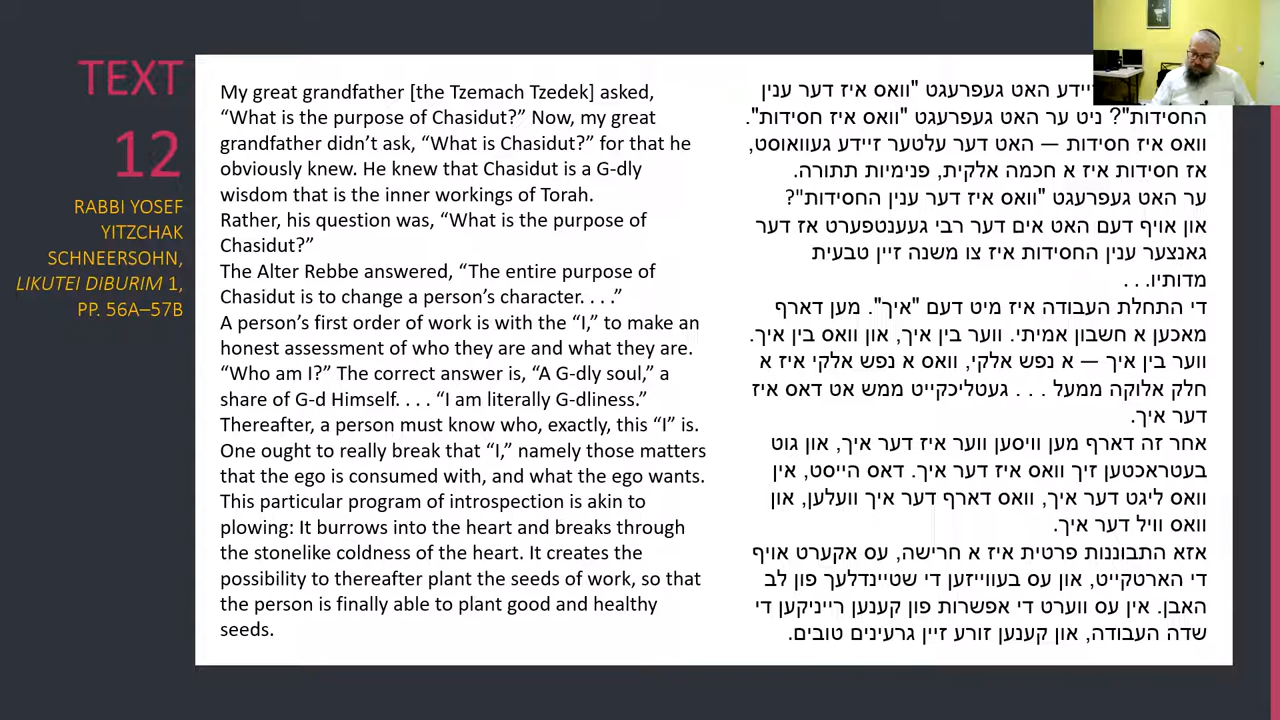 TEXT
12
RABBI YOSEF
YITZCHAK
SCHNEERSOHN,
LIKUTEI DIBURIM 1,
PP. 56A–57B
My great grandfather [the Tzemach Tzedek] asked,
“What is the purpose of Chasidut?” Now, my great
grandfather didn’t ask, “What is Chasidut?” for that he
obviously knew. He knew that Chasidut is a G-dly
wisdom that is the inner workings of Torah.
Rather, his question was, “What is the purpose of
Chasidut?”
The Alter Rebbe answered, “The entire purpose of
Chasidut is to change a person’s character. . . .”
A person’s first order of work is with the “I,” to make an
honest assessment of who they are and what they are.
“Who am I?” The correct answer is, “A G-dly soul,” a
share of G-d Himself. . . . “I am literally G-dliness.”
Thereafter, a person must know who, exactly, this “I” is.
One ought to really break that “I,” namely those matters
that the ego is consumed with, and what the ego wants.
This particular program of introspection is akin to
plowing: It burrows into the heart and breaks through
the stonelike coldness of the heart. It creates the
possibility to thereafter plant the seeds of work, so that
the person is finally able to plant good and healthy
seeds.
האט געפרעגט "וואס איז דער ענין
החסידות"? ניט ער האט געפרעגט "וואס איז חסידות".
וואס איז חסידות — האט דער עלטער זיידע געוואוסט,
אז חסידות איז א חכמה אלקית, פנימיות תתורה.
ער האט געפרעגט "וואס איז דער ענין החסידות"?
און אויף דעם האט אים דער רבי געענטפערט אז דער
גאנצער ענין החסידות איז צו משנה זיין טבעית
מדותיו. . .
די התחלת העבודה איז מיט דעם "איך". מען דארף
מאכען א חשבון אמיתי. ווער בין איך, און וואס בין איך.
ווער בין איך — א נפש אלקי, וואס א נפש אלקי איז א
חלק אלוקה ממעל . . . געטליכקייט ממש אט דאס איז
דער איך.
אחר זה דארף מען וויסען ווער איז דער איך, און גוט
בעטראכטען זיך וואס איז דער איך. דאס הייסט, אין
וואס ליגט דער איך, וואס דארף דער איך וועלען, און
וואס וויל דער איך.
אזא התבוננות פרטית איז א חרישה, עס אקערט אויף
די הארטקייט, און עס בעווייזען די שטיינדלעך פון לב
האבן. אין עס ווערט די אפשרות פון קענען רייניקען די
שדה העבודה, און קענען זורע זיין גרעינים טובים.